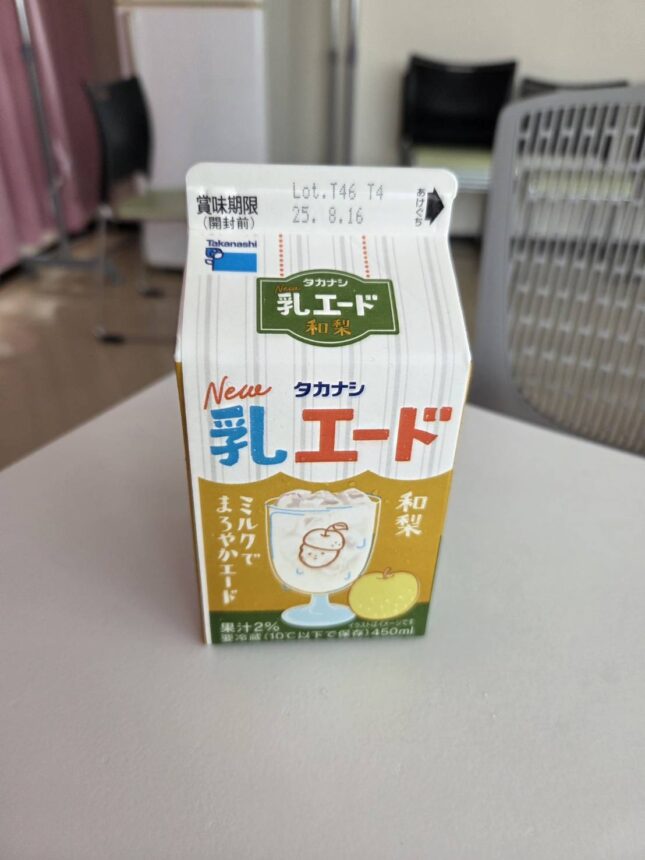 賞味期限
(開封前)
Lot.T46 T4
25. 8.16
あけぐち
Takanashi
タカナシ
New
乳エード
和梨
New タカナシ
乳エード
和梨
ミルクで
まろやかエード
果汁2%
イラストはイメージです
要冷蔵(10℃以下で保存)450ml